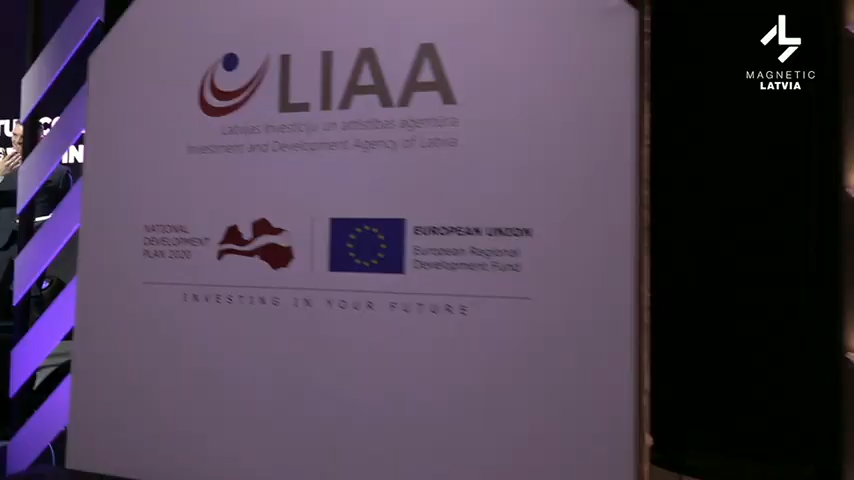 LIAA
Latvijas Investīciju un attīstības aģentūra
Investment and Development Agency of Latvia
NATIONAL
DEVELOPMENT
PLAN 2020
EUROPEAN UNION
European Regional
Development Fund
INVESTING IN YOUR FUTURE
MAGNETIC
LATVIA